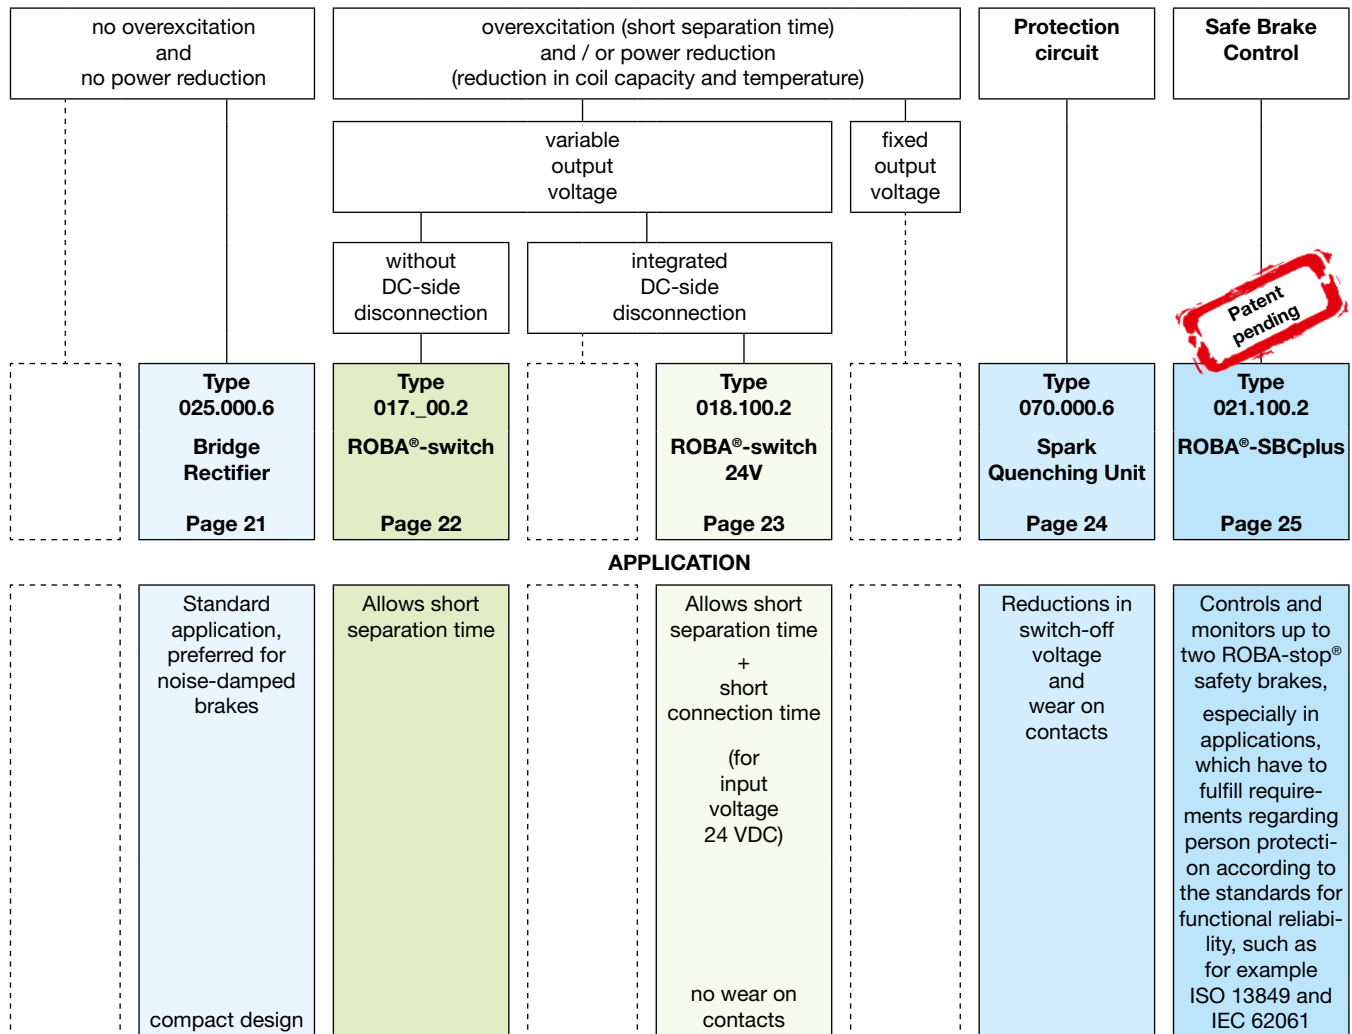 no overexcitation
and
no power reduction
overexcitation (short separation time)
and / or power reduction
(reduction in coil capacity and temperature)
Protection
circuit
Safe Brake
Control
variable
output
voltage
fixed
output
voltage
without
DC-side
disconnection
integrated
DC-side
disconnection
Patent
pending
Type
025.000.6
Bridge
Rectifier
Page 21
Type
017._00.2
ROBA®-switch
Page 22
Type
018.100.2
ROBA®-switch
24V
Page 23
Type
070.000.6
Spark
Quenching Unit
Page 24
Type
021.100.2
ROBA®-SBCplus
Page 25
APPLICATION
Standard
application,
preferred for
noise-damped
brakes
compact design
Allows short
separation time
Allows short
separation time
+
short
connection time
(for
input
voltage
24 VDC)
no wear on
contacts
Reductions in
switch-off
voltage
and
wear on
contacts
Controls and
monitors up to
two ROBA-stop®
safety brakes,
especially in
applications,
which have to
fulfill require-
ments regarding
person protecti-
on according to
the standards for
functional reliabi-
lity, such as
for example
ISO 13849 and
IEC 62061